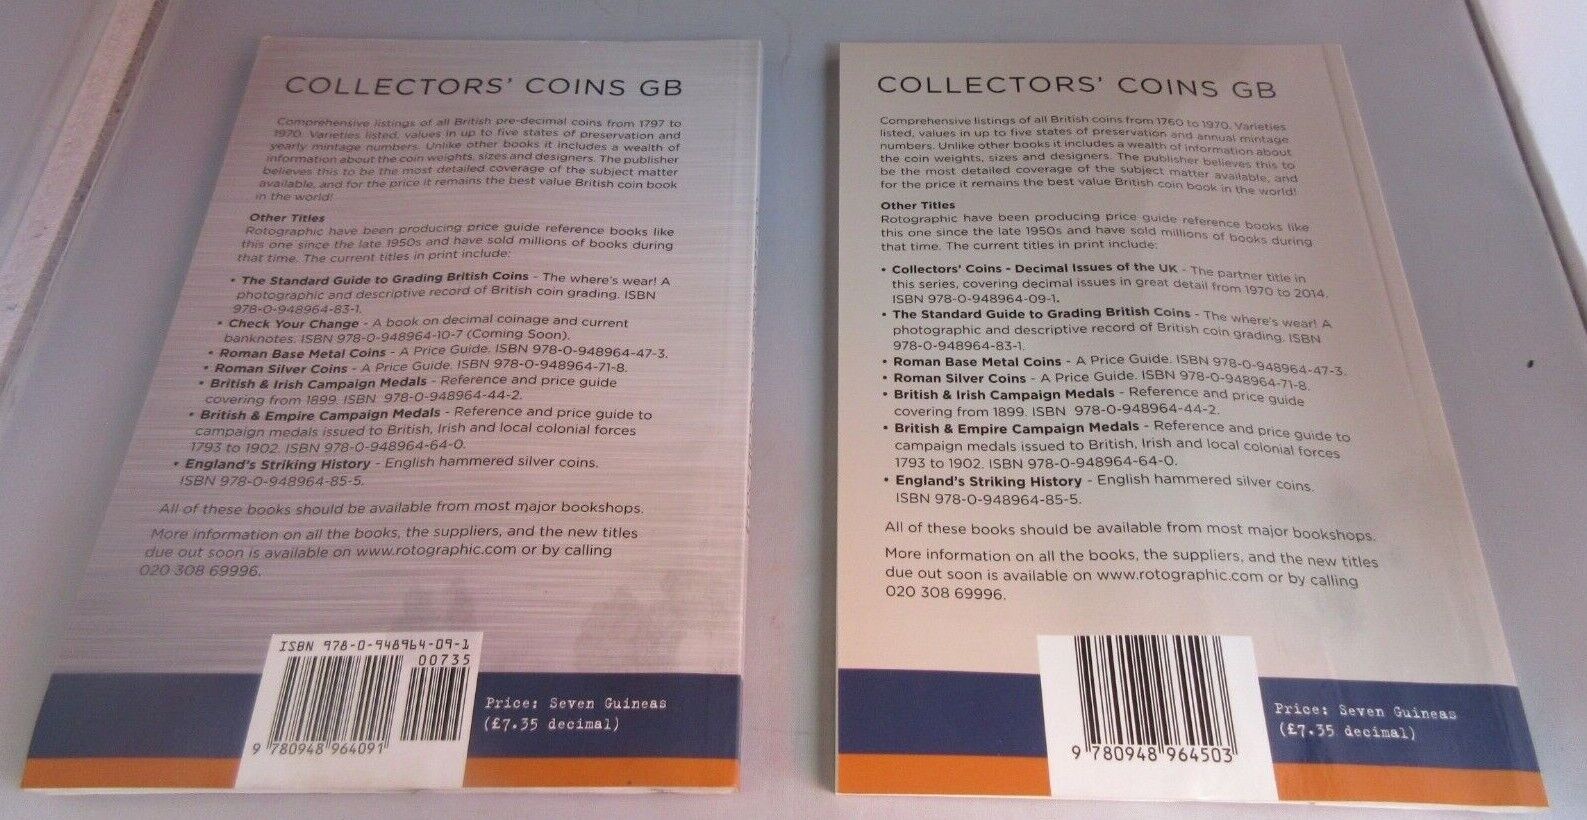 COLLECTORS' COINS GB
Comprehensive listings of all British pre-decimal coins from 1797 to
1970. Varieties listed, values in up to five states of preservation and
yearly mintage numbers. Unlike other books it includes a wealth of
information about the coin weights, sizes and designers. The publisher
believes this to be the most detailed coverage of the subject matter
available, and for the price it remains the best value British coin book
in the world!
Other Titles
Rotographic have been producing price guide reference books like
this one since the late 1950s and have sold millions of books during
that time. The current titles in print include:
• The Standard Guide to Grading British Coins - The where's wear! A
photographic and descriptive record of British coin grading. ISBN
978-0-948964-83-1.
• Check Your Change - A book on decimal coinage and current
banknotes. ISBN 978-0-948964-10-7 (Coming Soon).
• Roman Base Metal Coins - A Price Guide. ISBN 978-0-948964-47-3.
• Roman Silver Coins - A Price Guide. ISBN 978-0-948964-71-8.
• British & Irish Campaign Medals - Reference and price guide
covering from 1899. ISBN 978-0-948964-44-2.
• British & Empire Campaign Medals - Reference and price guide to
campaign medals issued to British, Irish and local colonial forces
1793 to 1902. ISBN 978-0-948964-64-0.
• England's Striking History - English hammered silver coins.
ISBN 978-0-948964-85-5.
All of these books should be available from most major bookshops.
More information on all the books, the suppliers, and the new titles
due out soon is available on www.rotographic.com or by calling
020 308 69996.
ISBN 978-0-948964-09-1
00735
9 780948 964091
Price: Seven Guineas
(£7.35 decimal)
COLLECTORS' COINS GB
Comprehensive listings of all British coins from 1760 to 1970. Varieties
listed, values in up to five states of preservation and annual mintage
numbers. Unlike other books it includes a wealth of information about
the coin weights, sizes and designers. The publisher believes this to
be the most detailed coverage of the subject matter available, and
for the price it remains the best value British coin book in the world!
Other Titles
Rotographic have been producing price guide reference books like
this one since the late 1950s and have sold millions of books during
that time. The current titles in print include:
• Collectors' Coins - Decimal Issues of the UK - The partner title in
this series, covering decimal issues in great detail from 1970 to 2014.
ISBN 978-0-948964-09-1.
• The Standard Guide to Grading British Coins - The where's wear! A
photographic and descriptive record of British coin grading. ISBN
978-0-948964-83-1.
• Roman Base Metal Coins - A Price Guide. ISBN 978-0-948964-47-3.
• Roman Silver Coins - A Price Guide. ISBN 978-0-948964-71-8.
• British & Irish Campaign Medals - Reference and price guide
covering from 1899. ISBN 978-0-948964-44-2.
• British & Empire Campaign Medals - Reference and price guide to
campaign medals issued to British, Irish and local colonial forces
1793 to 1902. ISBN 978-0-948964-64-0.
• England's Striking History - English hammered silver coins.
ISBN 978-0-948964-85-5.
All of these books should be available from most major bookshops.
More information on all the books, the suppliers, and the new titles
due out soon is available on www.rotographic.com or by calling
020 308 69996.
9 780948 964503
Price: Seven Guineas
(£7.35 decimal)